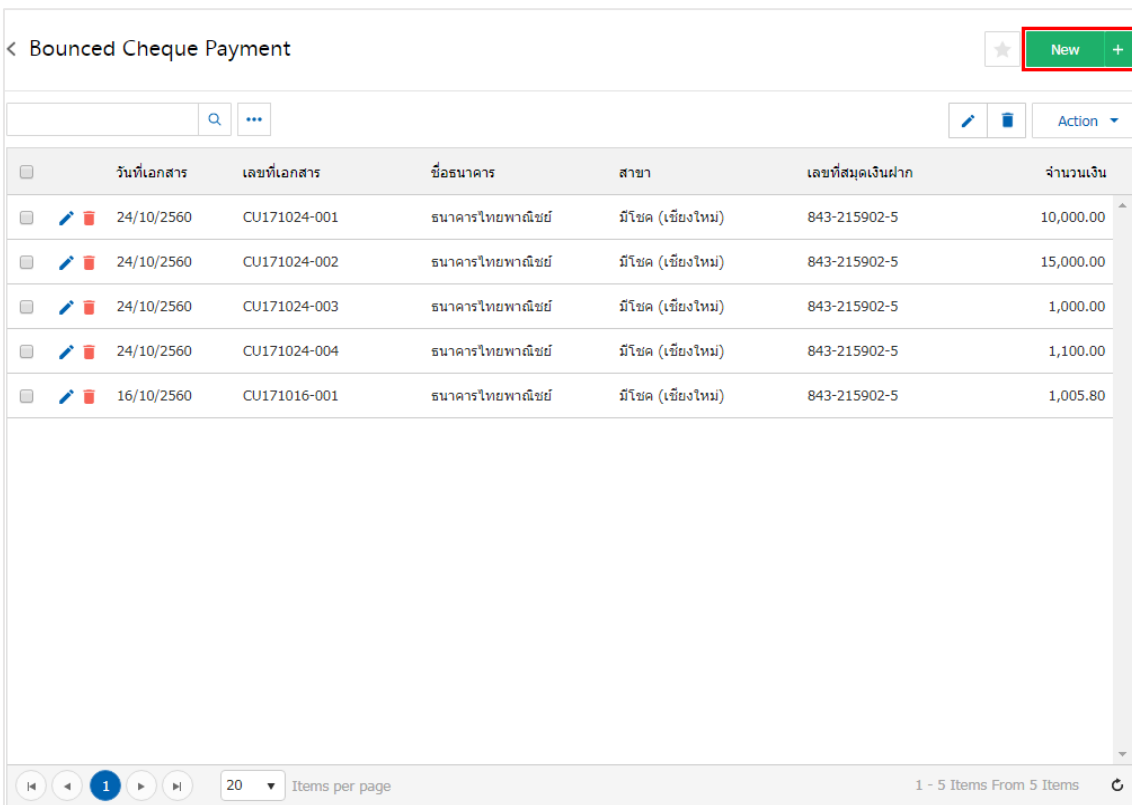 Bounced Cheque Payment New +
Action
วันที่เอกสาร เลขที่เอกสาร ชื่อธนาคาร สาขา เลขที่สมุดเงินฝาก จำนวนเงิน
24/10/2560 CU171024-001 ธนาคารไทยพาณิชย์ มีโชค (เชียงใหม่) 843-215902-5 10,000.00
24/10/2560 CU171024-002 ธนาคารไทยพาณิชย์ มีโชค (เชียงใหม่) 843-215902-5 15,000.00
24/10/2560 CU171024-003 ธนาคารไทยพาณิชย์ มีโชค (เชียงใหม่) 843-215902-5 1,000.00
24/10/2560 CU171024-004 ธนาคารไทยพาณิชย์ มีโชค (เชียงใหม่) 843-215902-5 1,100.00
16/10/2560 CU171016-001 ธนาคารไทยพาณิชย์ มีโชค (เชียงใหม่) 843-215902-5 1,005.80
1 20 Items per page 1 - 5 Items From 5 Items